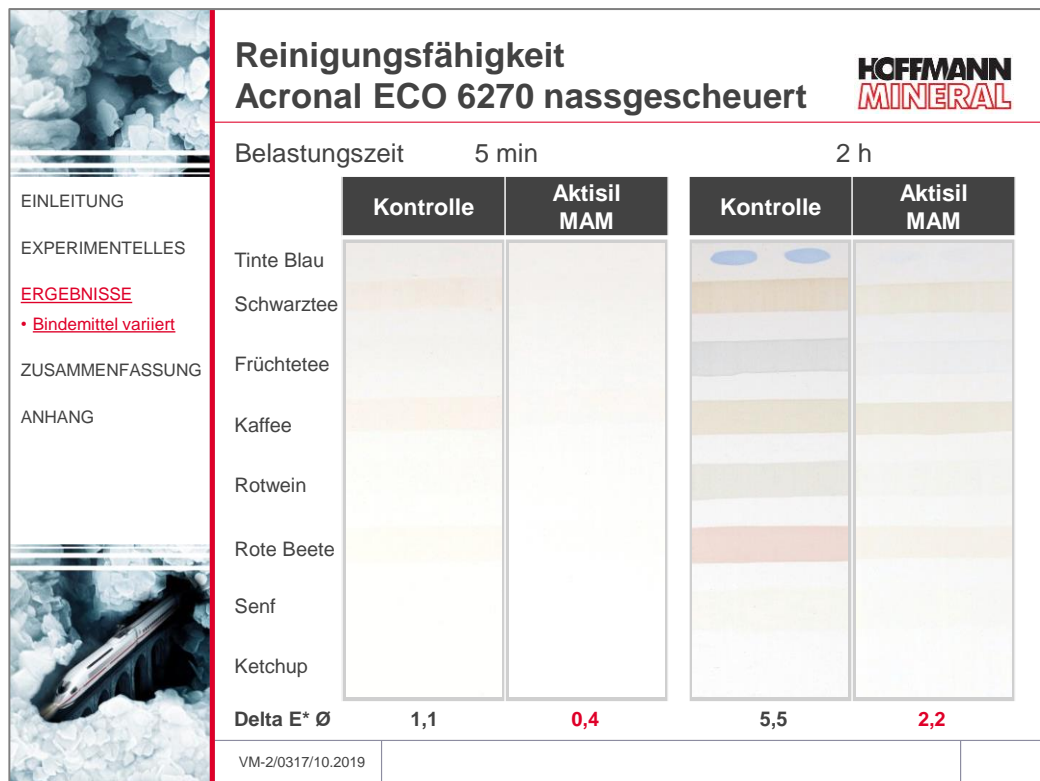 Reinigungsfähigkeit
Acronal ECO 6270 nassgescheuert
HOFFMANN
MINERAL
EINLEITUNG
EXPERIMENTELLES
ERGEBNISSE
• Bindemittel variiert
ZUSAMMENFASSUNG
ANHANG
Belastungszeit 5 min 2 h
Kontrolle Aktisil MAM Kontrolle Aktisil MAM
Tinte Blau
Schwarztee
Früchtetee
Kaffee
Rotwein
Rote Beete
Senf
Ketchup
Delta E* Ø 1,1 0,4 5,5 2,2
VM-2/0317/10.2019